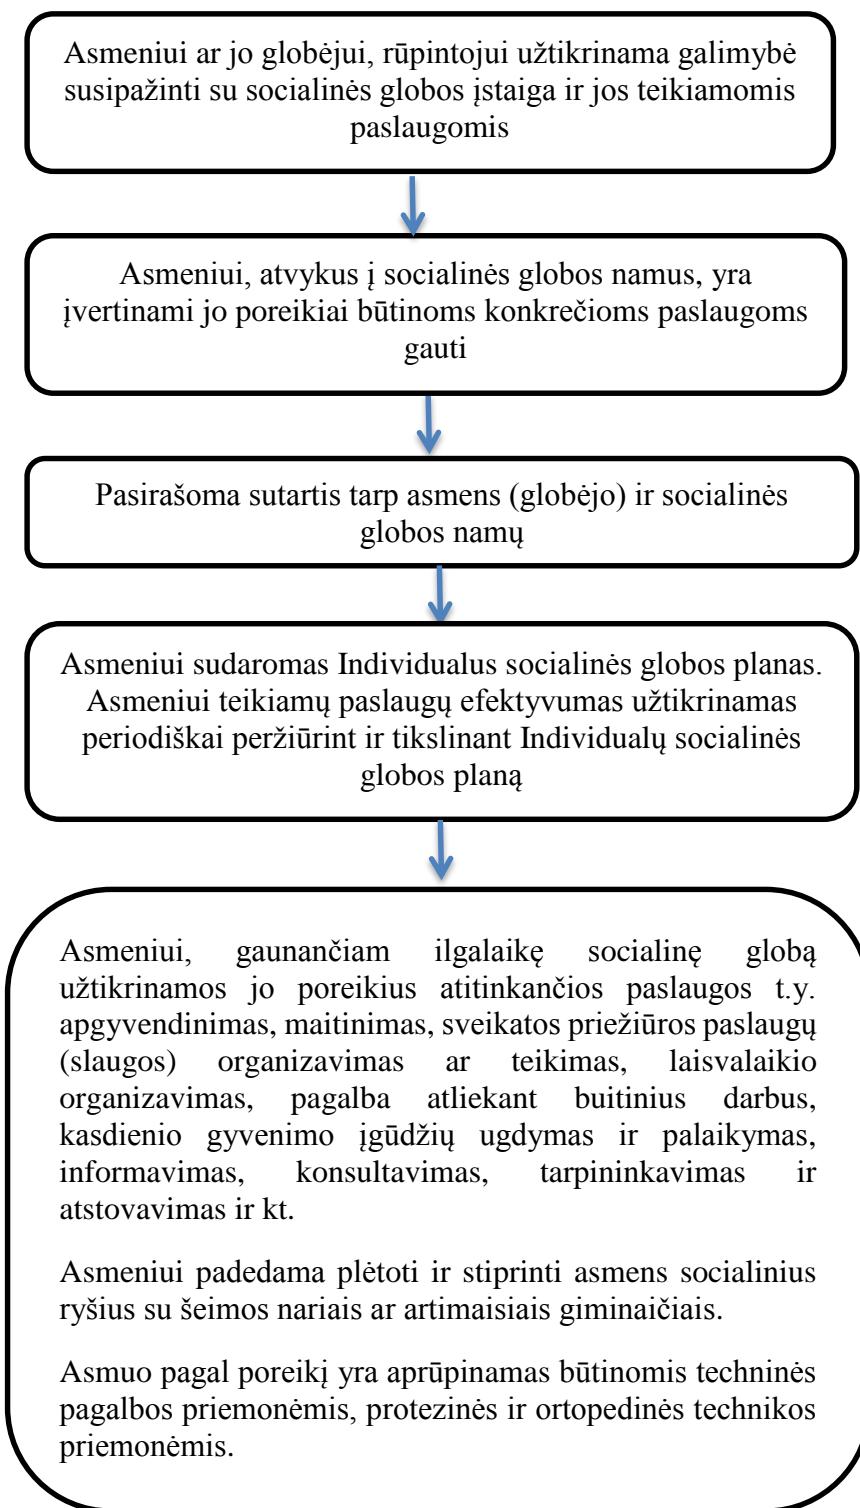 Asmeniui ar jo globėjui, rūpintojui užtikrinama galimybė
susipažinti su socialinės globos įstaiga ir jos teikiamomis
paslaugomis
Asmeniui, atvykus į socialinės globos namus, yra
įvertinami jo poreikiai būtinoms konkrečioms paslaugoms
gauti
Pasirašoma sutartis tarp asmens (globėjo) ir socialinės
globos namų
Asmeniui sudaromas Individualus socialinės globos planas.
Asmeniui teikiamų paslaugų efektyvumas užtikrinamas
periodiškai peržiūrint ir tikslinant Individualų socialinės
globos planą
Asmeniui, gaunančiam ilgalaikę socialinę globą
užtikrinamos jo poreikius atitinkančios paslaugos t.y.
apgyvendinimas, maitinimas, sveikatos priežiūros paslaugų
(slaugos) organizavimas ar teikimas, laisvalaikio
organizavimas, pagalba atliekant buitinius darbus,
kasdienio gyvenimo įgūdžių ugdymas ir palaikymas,
informavimas, konsultavimas, tarpininkavimas ir
atstovavimas ir kt.
Asmeniui padedama plėtoti ir stiprinti asmens socialinius
ryšius su šeimos nariais ar artimaisiais giminaičiais.
Asmuo pagal poreikį yra aprūpinamas būtinomis techninės
pagalbos priemonėmis, protezinės ir ortopedinės technikos
priemonėmis.